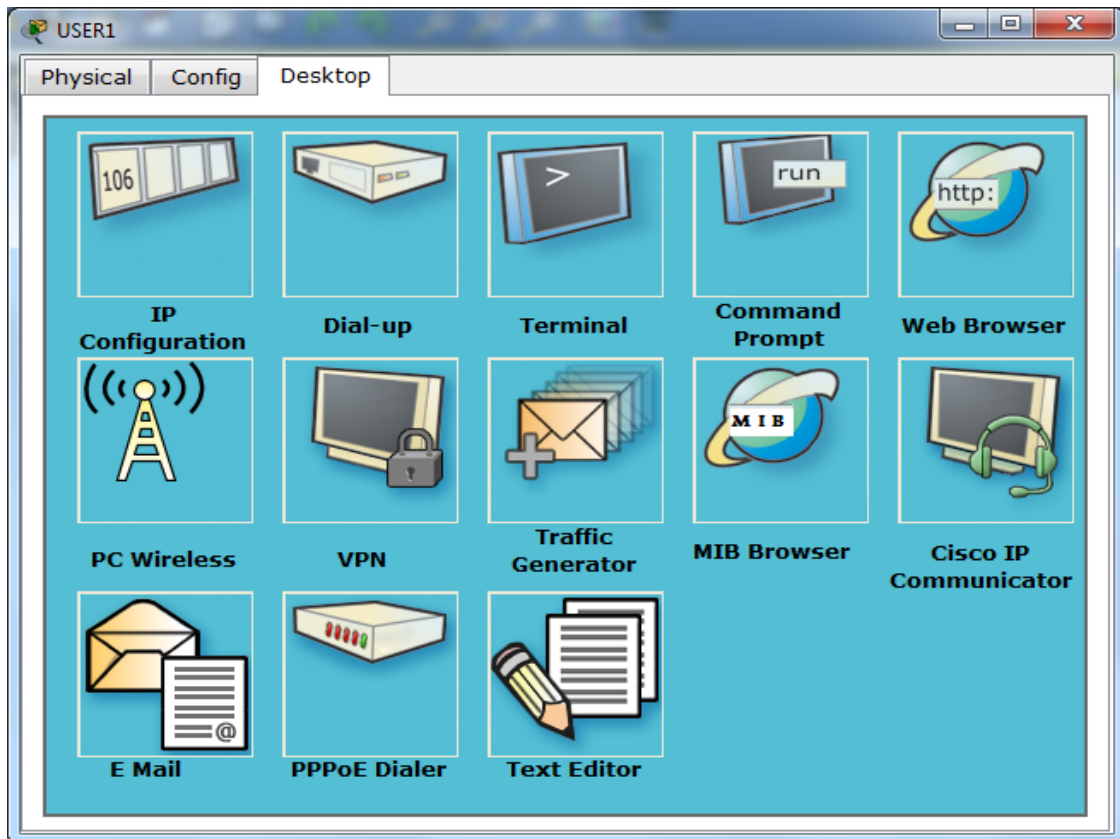 USER1
Physical Config Desktop
106
>
run
http:
IP
Configuration
Dial-up
Terminal
Command
Prompt
Web Browser
MIB
PC Wireless
VPN
Traffic
Generator
MIB Browser
Cisco IP
Communicator
@
E Mail
PPPoE Dialer
Text Editor